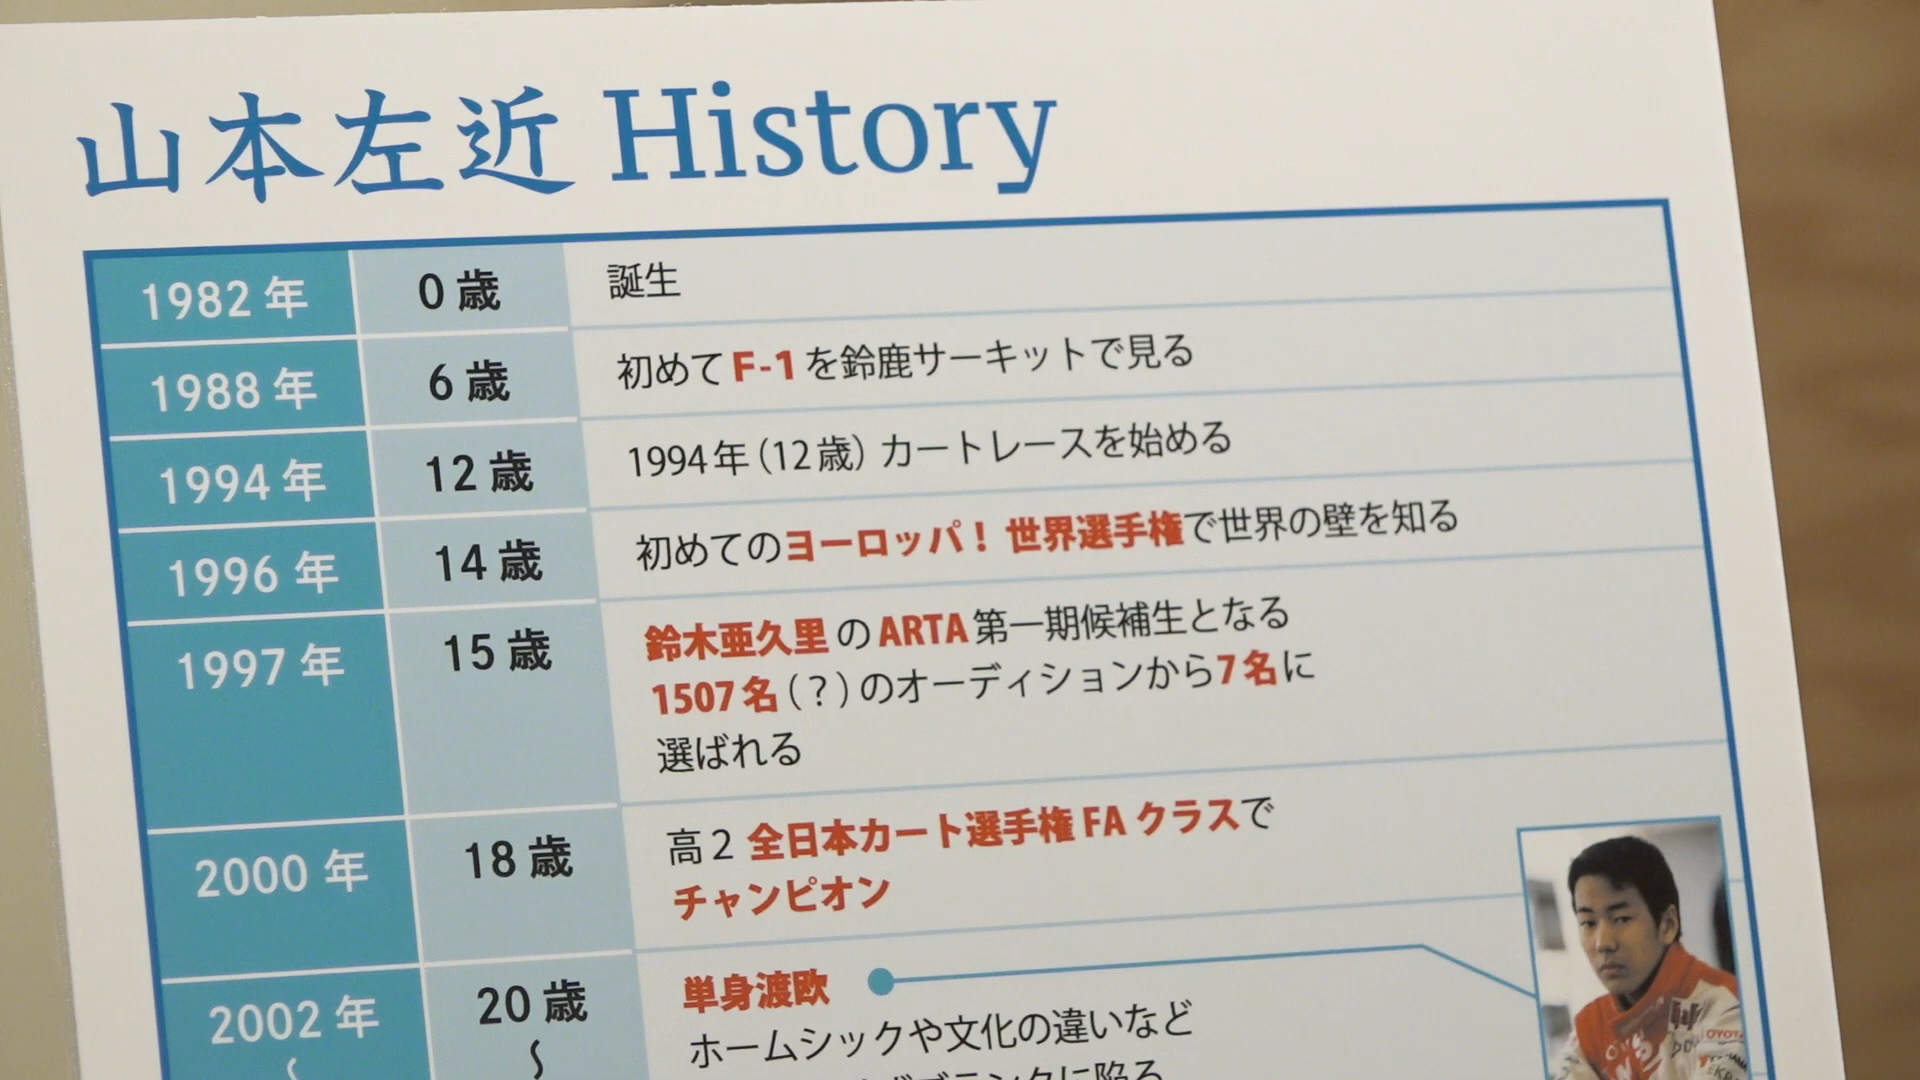 山本左近 History
1982年 0歳 誕生
1988年 6歳 初めてF-1を鈴鹿サーキットで見る
1994年 12歳 1994年(12歳) カートレースを始める
1996年 14歳 初めてのヨーロッパ! 世界選手権で世界の壁を知る
1997年 15歳 鈴木亜久里のARTA第一期候補生となる
1507名(?)のオーディションから7名に
選ばれる
2000年 18歳 高2 全日本カート選手権FAクラスで
チャンピオン
2002年 20歳 単身渡欧
〜 〜 ホームシックや文化の違いなど
に陥る
TOYOTA